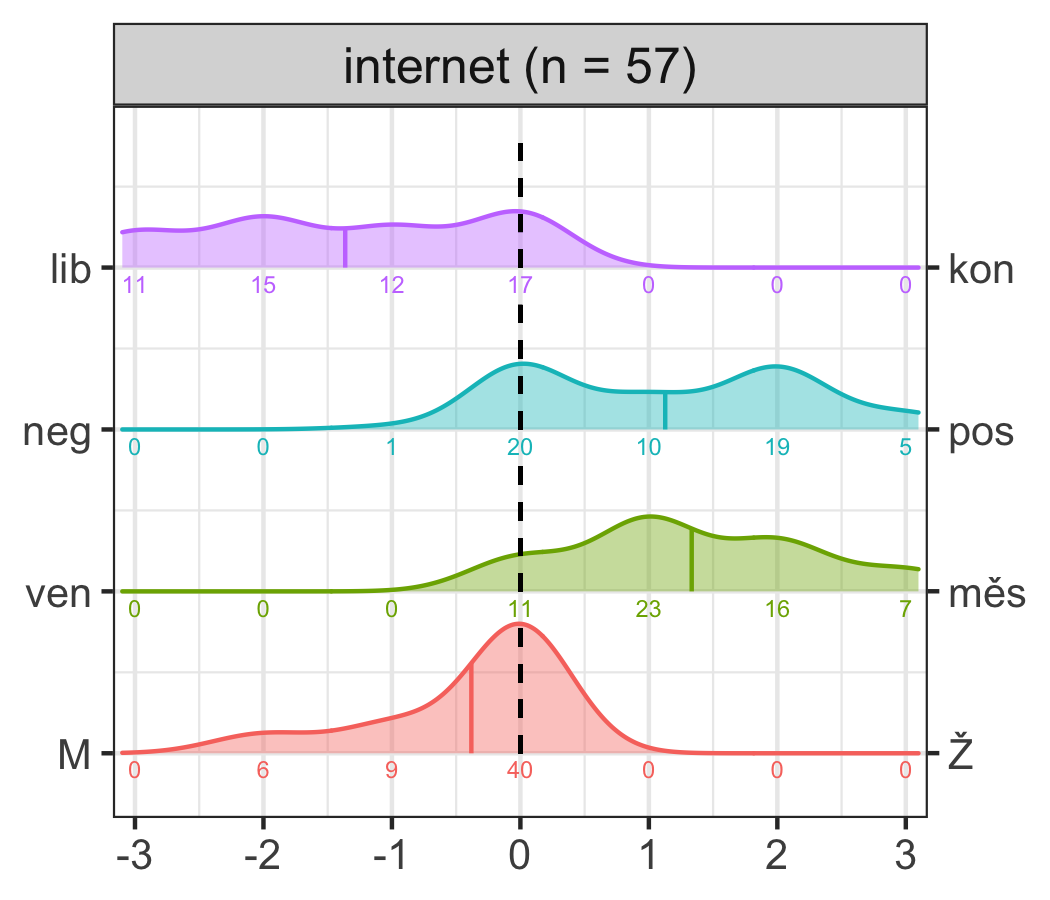 internet (n = 57)
lib kon
11 15 12 17 0 0 0
neg pos
0 0 1 20 10 19 5
ven měs
0 0 0 11 23 16 7
M Ž
0 6 9 40 0 0 0
-3 -2 -1 0 1 2 3